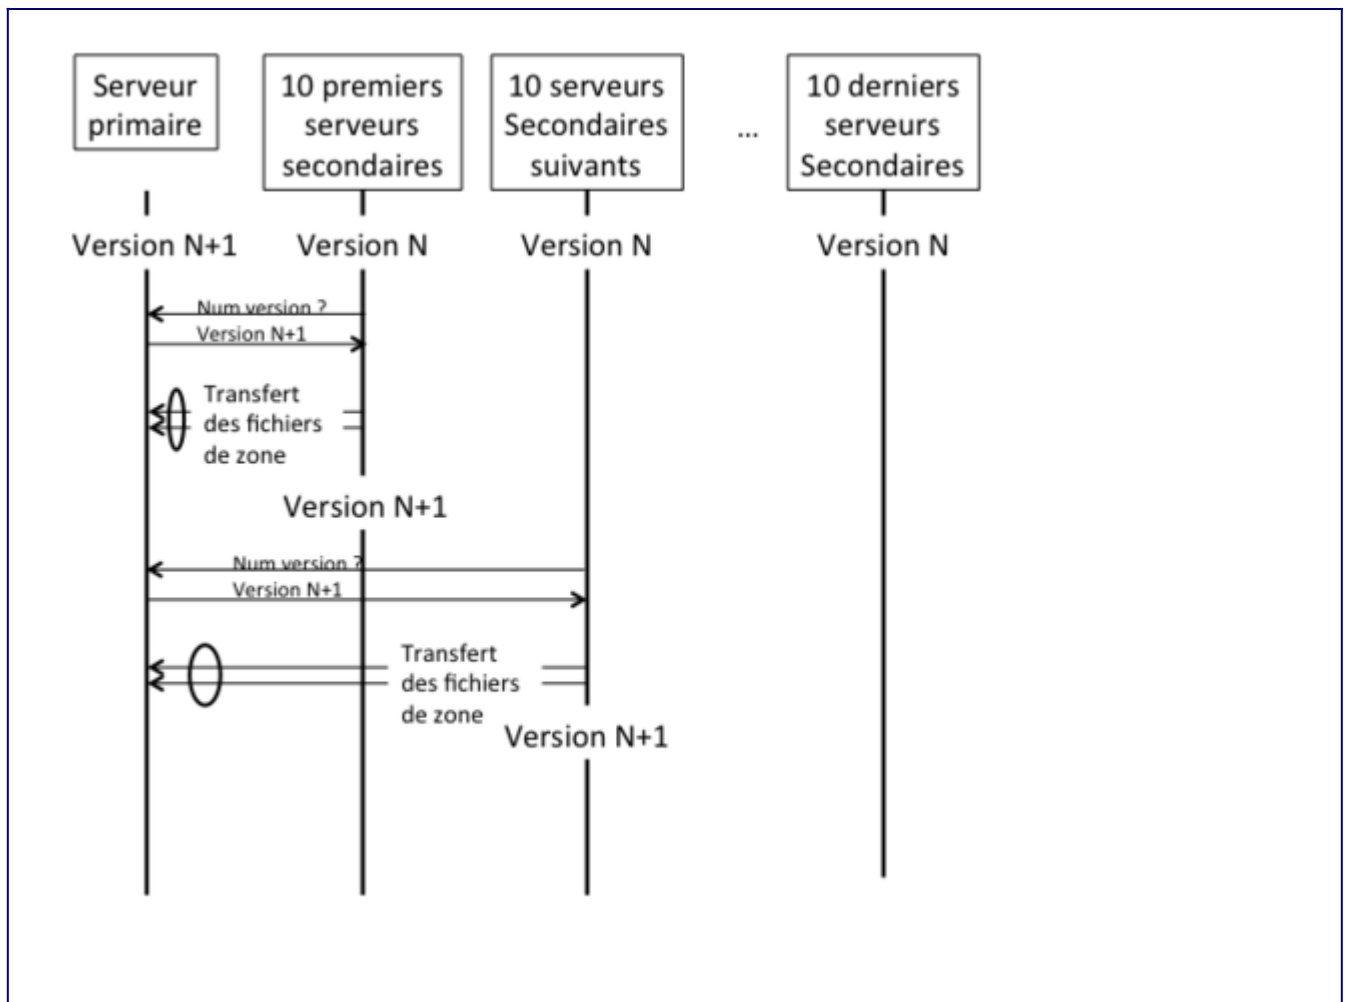 Serveur
primaire
10 premiers
serveurs
secondaires
10 serveurs
Secondaires
suivants
...
10 derniers
serveurs
Secondaires
Version N+1
Version N
Version N
Version N
Num version ?
Version N+1
Transfert
des fichiers
de zone
Version N+1
Num version ?
Version N+1
Transfert
des fichiers
de zone
Version N+1